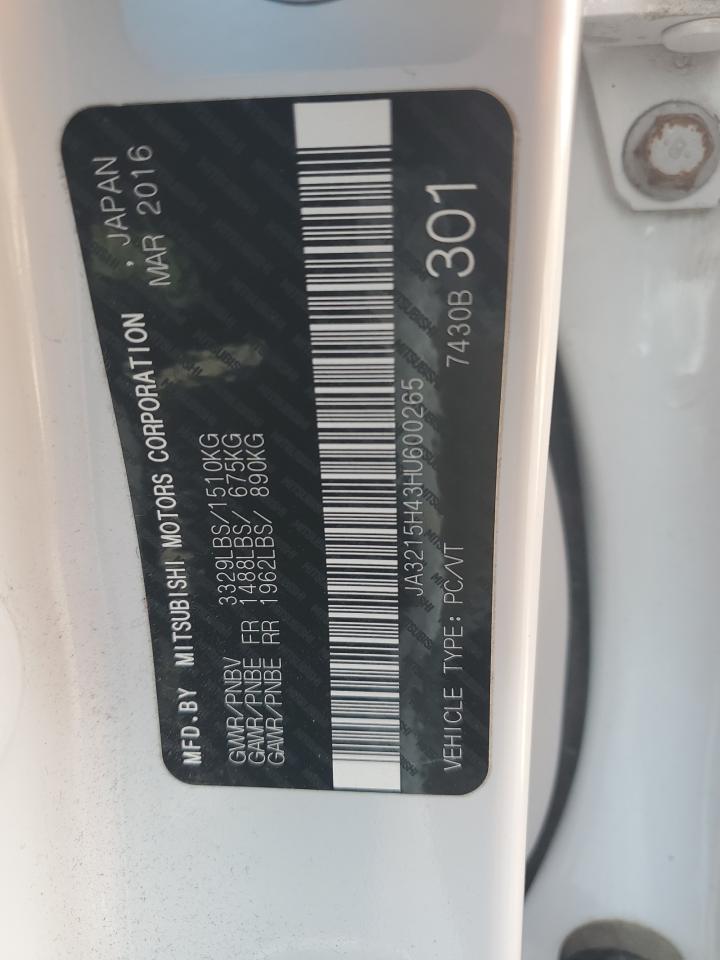 MFD.BY MITSUBISHI MOTORS CORPORATION , JAPAN
MAR 2016
GVWR/PNBV 3329LBS/1510KG
GAWR/PNBE FR 1488LBS/ 675KG
GAWR/PNBE RR 1962LBS/ 890KG
JA3215H43HU600265
VEHICLE TYPE: PC/VT 7430B 301